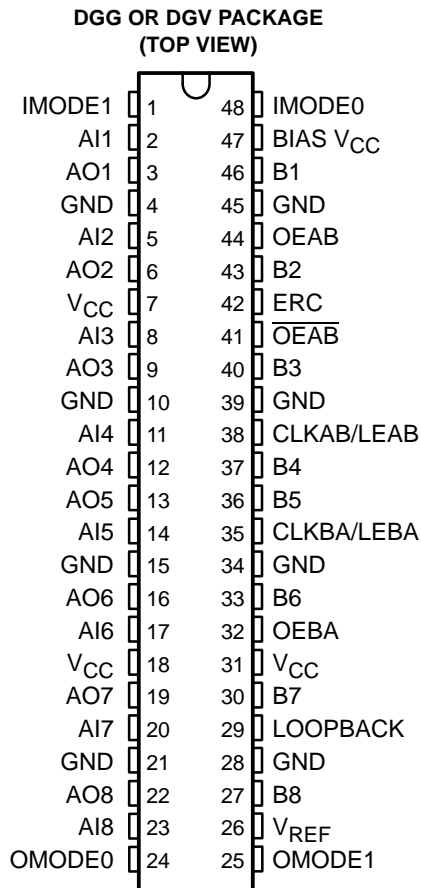 DGG OR DGV PACKAGE
(TOP VIEW)
IMODE1 1 48 IMODE0
AI1 2 47 BIAS VCC
AO1 3 46 B1
GND 4 45 GND
AI2 5 44 OEAB
AO2 6 43 B2
VCC 7 42 ERC
AI3 8 41 O̅E̅A̅B̅
AO3 9 40 B3
GND 10 39 GND
AI4 11 38 CLKAB/LEAB
AO4 12 37 B4
AO5 13 36 B5
AI5 14 35 CLKBA/LEBA
GND 15 34 GND
AO6 16 33 B6
AI6 17 32 OEBA
VCC 18 31 VCC
AO7 19 30 B7
AI7 20 29 LOOPBACK
GND 21 28 GND
AO8 22 27 B8
AI8 23 26 VREF
OMODE0 24 25 OMODE1